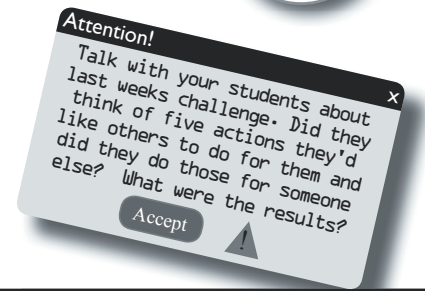 Attention!
x
Talk with your students about
last weeks challenge. Did they
think of five actions they'd
like others to do for them and
did they do those for someone
else? What were the results?
Accept
!